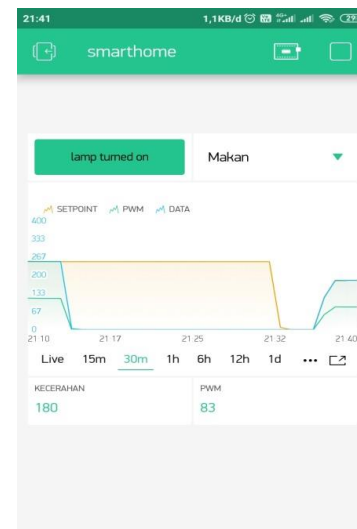 21:41 1,1KB/d
smarthome
lamp turned on Makan
SETPOINT PWM DATA
400
333
267
200
133
67
0
21:10 21:17 21:25 21:32 21:40
Live 15m 30m 1h 6h 12h 1d ...
KECERAHAN PWM
180 83